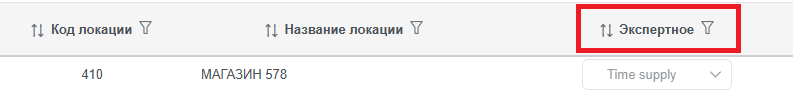 Код локации Название локации Экспертное
410 МАГАЗИН 578 Time supply